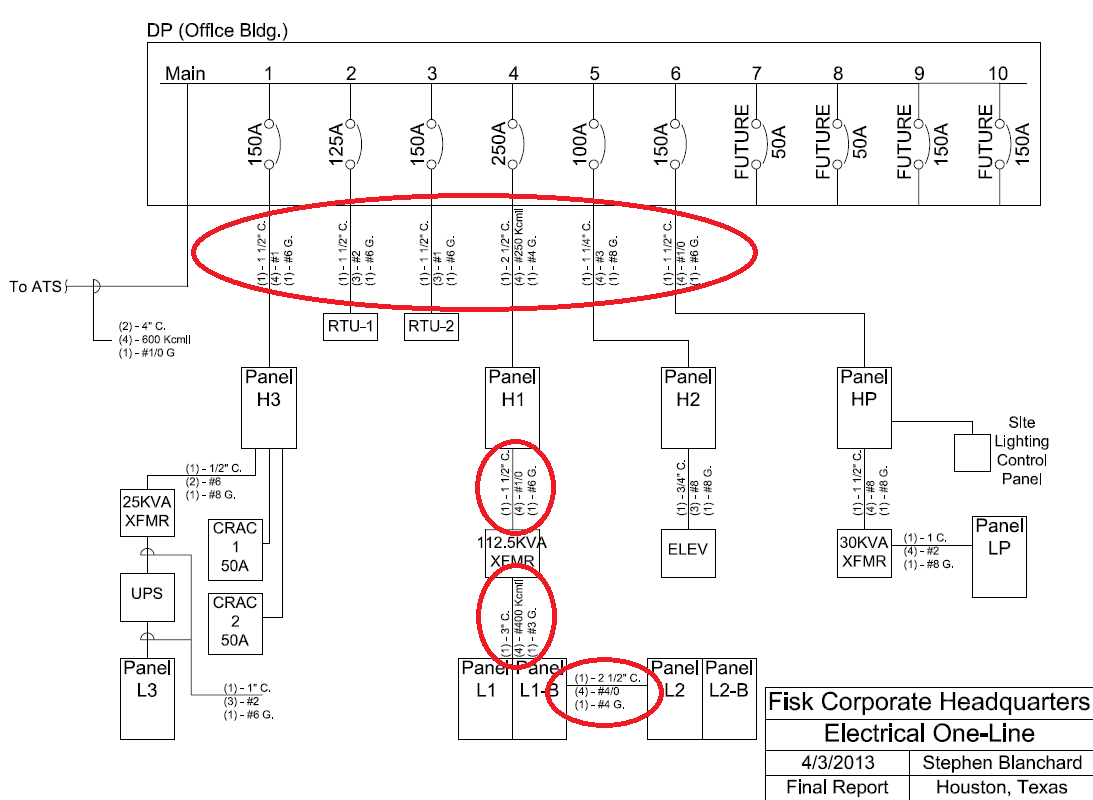 DP (Office Bldg.)
Main 1 2 3 4 5 6 7 8 9 10
150A
125A
150A
250A
100A
150A
FUTURE
50A
FUTURE
50A
FUTURE
150A
FUTURE
150A
(1) - 1 1/2" C.
(4) - #1
(1) - #6 G.
(1) - 1 1/2" C.
(3) - #2
(1) - #6 G.
(1) - 1 1/2" C.
(3) - #1
(1) - #6 G.
(1) - 2 1/2" C.
(4) - #250 Kcmil
(1) - #4 G.
(1) - 1 1/4" C.
(4) - #3
(1) - #8 G.
(1) - 1 1/2" C.
(4) - #1/0
(1) - #6 G.
To ATS
(2) - 4" C.
(4) - 600 Kcmil
(1) - #1/0 G
RTU-1
RTU-2
Panel
H3
Panel
H1
Panel
H2
Panel
HP
Site
Lighting
Control
Panel
(1) - 1/2" C.
(2) - #6
(1) - #8 G.
(1) - 1 1/2" C.
(4) - #1/0
(1) - #6 G.
(1) - 3/4" C.
(3) - #8
(1) - #8 G.
(1) - 1 1/2" C.
(4) - #8
(1) - #8 G.
25KVA
XFMR
CRAC
1
50A
112.5KVA
XFMR
ELEV
30KVA
XFMR
(1) - 1 C.
(4) - #2
(1) - #8 G.
Panel
LP
UPS
CRAC
2
50A
(1) - 3" C.
(4) - #400 Kcmil
(1) - #3 G.
Panel
L3
(1) - 1" C.
(3) - #2
(1) - #6 G.
Panel
L1
Panel
L1-B
(1) - 2 1/2" C.
(4) - #4/0
(1) - #4 G.
Panel
L2
Panel
L2-B
Fisk Corporate Headquarters
Electrical One-Line
4/3/2013 Stephen Blanchard
Final Report Houston, Texas